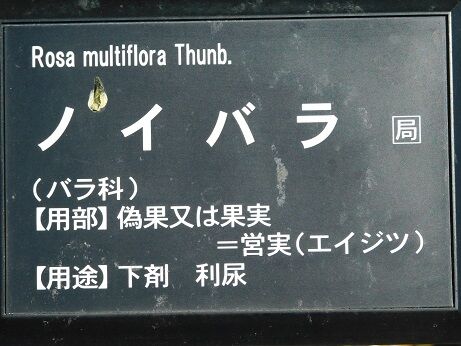 Rosa multiflora Thunb.
ノイバラ 局
(バラ科)
【用部】偽果又は果実
=営実(エイジツ)
【用途】下剤 利尿